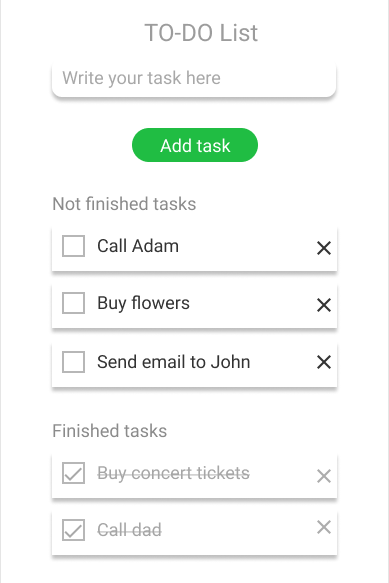 TO-DO List
Write your task here
Add task
Not finished tasks
Call Adam
Buy flowers
Send email to John
Finished tasks
Buy concert tickets
Call dad